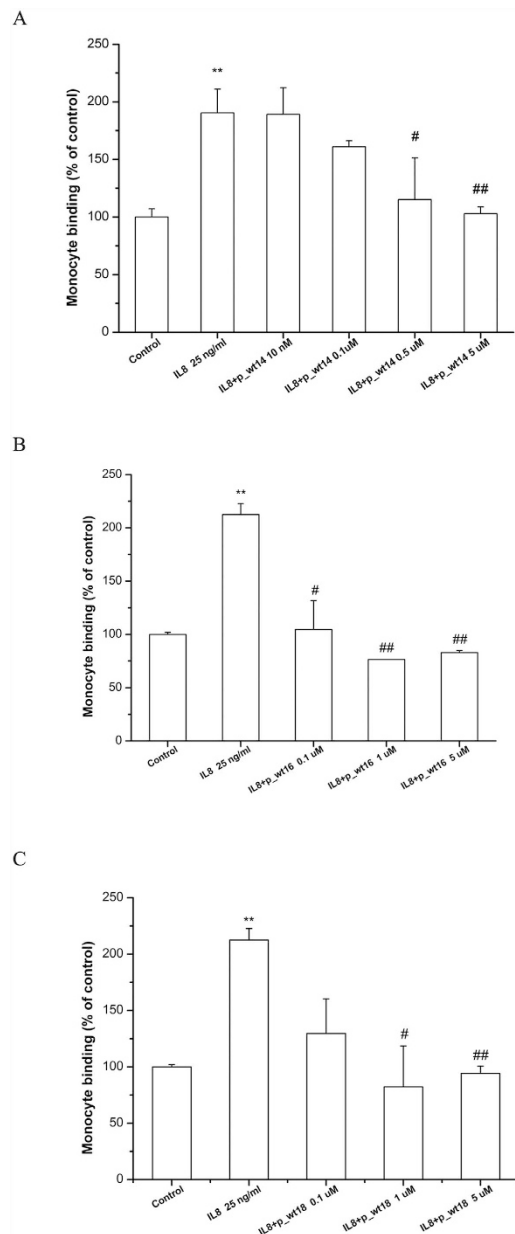 A
Monocyte binding (% of control)
250
200
150
100
50
0
**
#
##
Control
IL8 25 ng/ml
IL8+p_wt14 10 nM
IL8+p_wt14 0.1uM
IL8+p_wt14 0.5 uM
IL8+p_wt14 5 uM
B
Monocyte binding (% of control)
250
200
150
100
50
0
**
#
##
##
Control
IL8 25 ng/ml
IL8+p_wt16 0.1 uM
IL8+p_wt16 1 uM
IL8+p_wt16 5 uM
C
Monocyte binding (% of control)
250
200
150
100
50
0
**
#
##
Control
IL8 25 ng/ml
IL8+p_wt18 0.1 uM
IL8+p_wt18 1 uM
IL8+p_wt18 5 uM